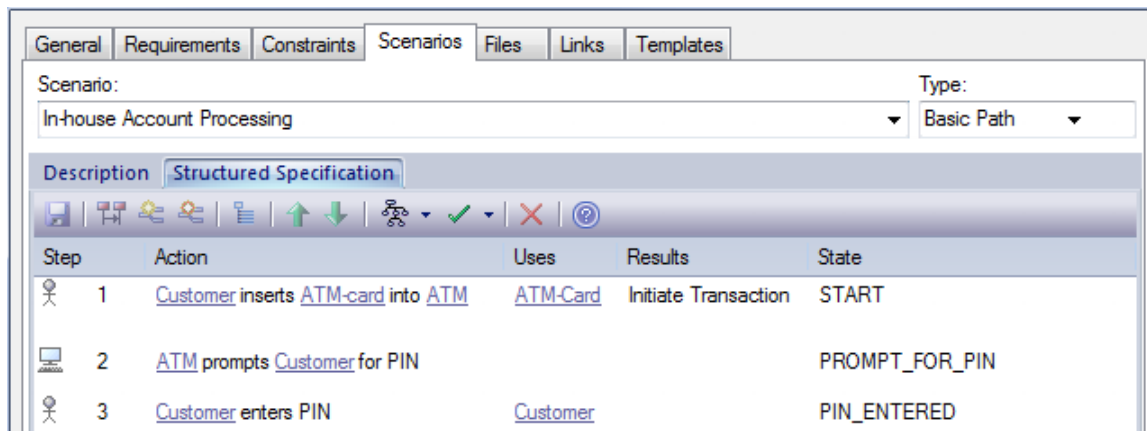 General Requirements Constraints Scenarios Files Links Templates
Scenario: Type:
In-house Account Processing Basic Path
Description Structured Specification
Step Action Uses Results State
1 Customer inserts ATM-card into ATM ATM-Card Initiate Transaction START
2 ATM prompts Customer for PIN PROMPT_FOR_PIN
3 Customer enters PIN Customer PIN_ENTERED